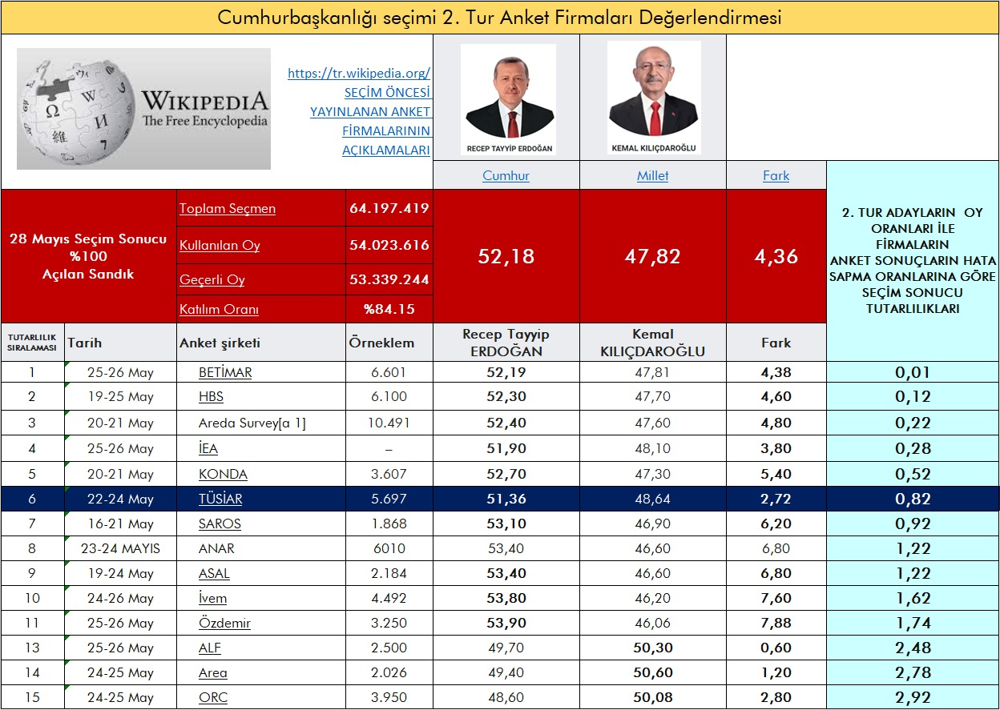 Cumhurbaşkanlığı seçimi 2. Tur Anket Firmaları Değerlendirmesi
WIKIPEDIA
The Free Encyclopedia
https://tr.wikipedia.org/
SEÇİM ÖNCESİ
YAYINLANAN ANKET
FİRMALARININ
AÇIKLAMALARI
RECEP TAYYİP ERDOĞAN
KEMAL KILIÇDAROĞLU
Cumhur Millet Fark
28 Mayıs Seçim Sonucu
%100
Açılan Sandık
Toplam Seçmen 64.197.419
Kullanılan Oy 54.023.616
Geçerli Oy 53.339.244
Katılım Oranı %84.15
52,18 47,82 4,36
2. TUR ADAYLARIN OY
ORANLARI İLE
FİRMALARIN
ANKET SONUÇLARIN HATA
SAPMA ORANLARINA GÖRE
SEÇİM SONUCU
TUTARLILIKLARI
TUTARLILIK
SIRALAMASI
Tarih
Anket şirketi
Örneklem
Recep Tayyip
ERDOĞAN
Kemal
KILIÇDAROĞLU
Fark
1 25-26 May BETİMAR 6.601 52,19 47,81 4,38 0,01
2 19-25 May HBS 6.100 52,30 47,70 4,60 0,12
3 20-21 May Areda Survey[a 1] 10.491 52,40 47,60 4,80 0,22
4 25-26 May İEA – 51,90 48,10 3,80 0,28
5 20-21 May KONDA 3.607 52,70 47,30 5,40 0,52
6 22-24 May TÜSİAR 5.697 51,36 48,64 2,72 0,82
7 16-21 May SAROS 1.868 53,10 46,90 6,20 0,92
8 23-24 MAYIS ANAR 6010 53,40 46,60 6,80 1,22
9 19-24 May ASAL 2.184 53,40 46,60 6,80 1,22
10 24-26 May İvem 4.492 53,80 46,20 7,60 1,62
11 25-26 May Özdemir 3.250 53,90 46,06 7,88 1,74
13 25-26 May ALF 2.500 49,70 50,30 0,60 2,48
14 24-25 May Area 2.026 49,40 50,60 1,20 2,78
15 24-25 May ORC 3.950 48,60 50,08 2,80 2,92